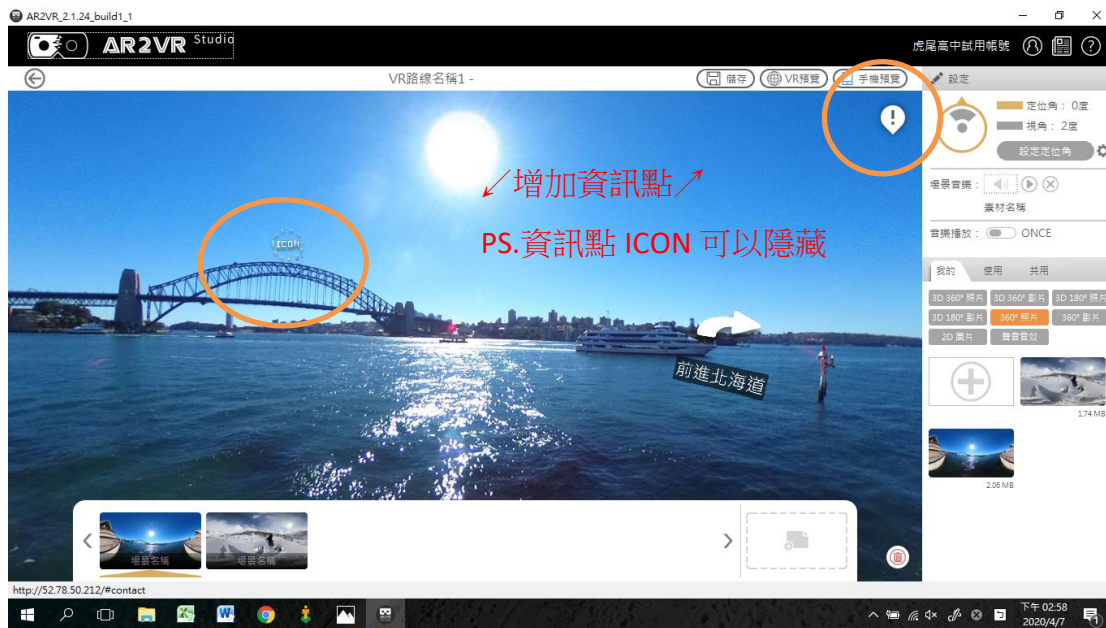 AR2VR_2.1.24_build1_1
AR2VR Studio
虎尾高中試用帳號
VR路線名稱1 -
儲存
VR預覽
手機預覽
設定
定位角： 0度
視角： 2度
設定定位角
場景音樂：
素材名稱
音樂播放： ONCE
我的 使用 共用
3D 360° 照片 3D 360° 影片 3D 180° 照片
3D 180° 影片 360° 照片 360° 影片
2D 圖片 聲音音效
1.74 MB
2.06 MB
↙增加資訊點↗
PS.資訊點 ICON 可以隱藏
ICON
前進北海道
場景名稱 場景名稱
http://52.78.50.212/#contact
下午 02:58
2020/4/7